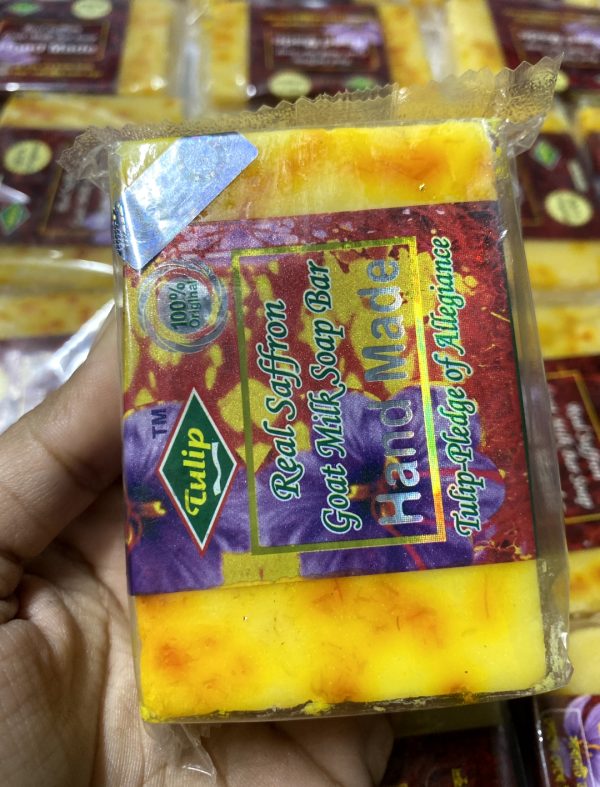 100%
Original
TM
Tulip
Real Saffron
Goat Milk Soap Bar
Hand Made
Tulip-Pledge of Allegiance